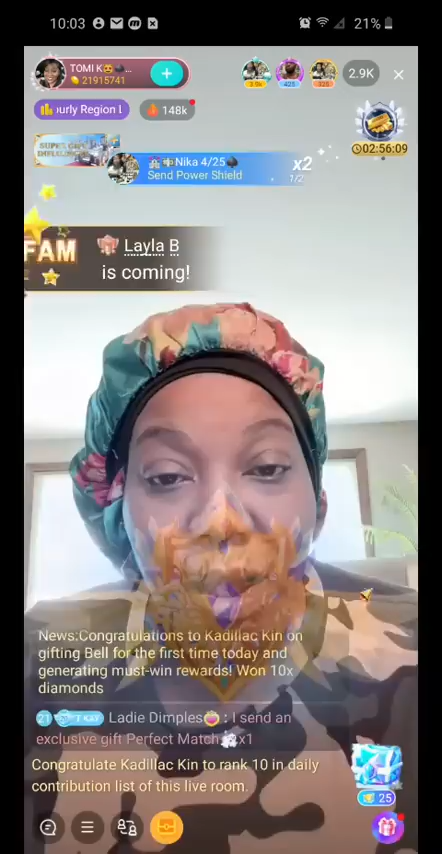 10:03
21%
TOMI K
21915741
3.9k
425
325
2.9K
ourly Region L
148k
02:56:09
Nika 4/25
Send Power Shield
x2
1/2
FAM
Layla B
is coming!
News:Congratulations to Kadillac Kin on
gifting Bell for the first time today and
generating must-win rewards! Won 10x
diamonds
21
Ladie Dimples : I send an
exclusive gift Perfect Match x1
Congratulate Kadillac Kin to rank 10 in daily
contribution list of this live room.
25